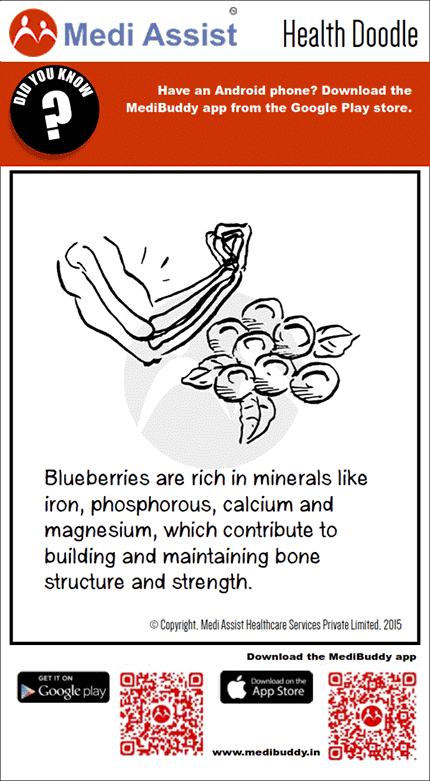 ®
Medi Assist
Health Doodle
DID YOU KNOW
?
Have an Android phone? Download the
MediBuddy app from the Google Play store.
Blueberries are rich in minerals like
iron, phosphorous, calcium and
magnesium, which contribute to
building and maintaining bone
structure and strength.
© Copyright, Medi Assist Healthcare Services Private Limited, 2015
Download the MediBuddy app
GET IT ON
Google play
Download on the
App Store
www.medibuddy.in